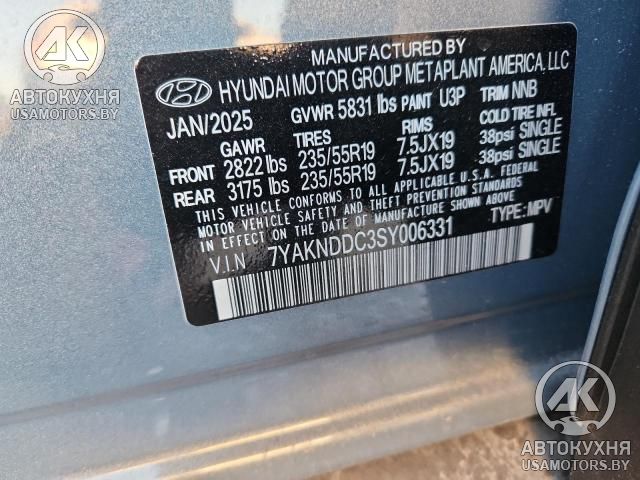 AK
АВТОКУХНЯ
USAMOTORS.BY
MANUFACTURED BY
HYUNDAI MOTOR GROUP METAPLANT AMERICA, LLC
JAN/2025 GVWR 5831 lbs PAINT U3P TRIM NNB
GAWR TIRES RIMS COLD TIRE INFL
FRONT 2822 lbs 235/55R19 7.5JX19 38psi SINGLE
REAR 3175 lbs 235/55R19 7.5JX19 38psi SINGLE
THIS VEHICLE CONFORMS TO ALL APPLICABLE U.S.A. FEDERAL
MOTOR VEHICLE SAFETY AND THEFT PREVENTION STANDARDS
IN EFFECT ON THE DATE OF MANUFACTURE SHOWN ABOVE
V.I.N 7YAKNDDC3SY006331 TYPE: MPV
AK
АВТОКУХНЯ
USAMOTORS.BY